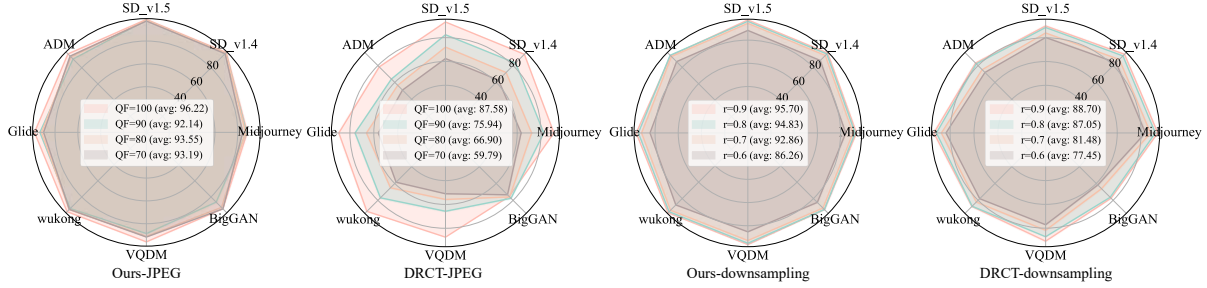 SD_v1.5
ADM
SD_v1.4
80
60
40
QF=100 (avg: 96.22)
QF=90 (avg: 92.14)
QF=80 (avg: 93.55)
QF=70 (avg: 93.19)
Glide
Midjourney
wukong
BigGAN
VQDM
Ours-JPEG
SD_v1.5
ADM
SD_v1.4
80
60
40
QF=100 (avg: 87.58)
QF=90 (avg: 75.94)
QF=80 (avg: 66.90)
QF=70 (avg: 59.79)
Glide
Midjourney
wukong
BigGAN
VQDM
DRCT-JPEG
SD_v1.5
ADM
SD_v1.4
80
60
40
r=0.9 (avg: 95.70)
r=0.8 (avg: 94.83)
r=0.7 (avg: 92.86)
r=0.6 (avg: 86.26)
Glide
Midjourney
wukong
BigGAN
VQDM
Ours-downsampling
SD_v1.5
ADM
SD_v1.4
80
60
40
r=0.9 (avg: 88.70)
r=0.8 (avg: 87.05)
r=0.7 (avg: 81.48)
r=0.6 (avg: 77.45)
Glide
Midjourney
wukong
BigGAN
VQDM
DRCT-downsampling